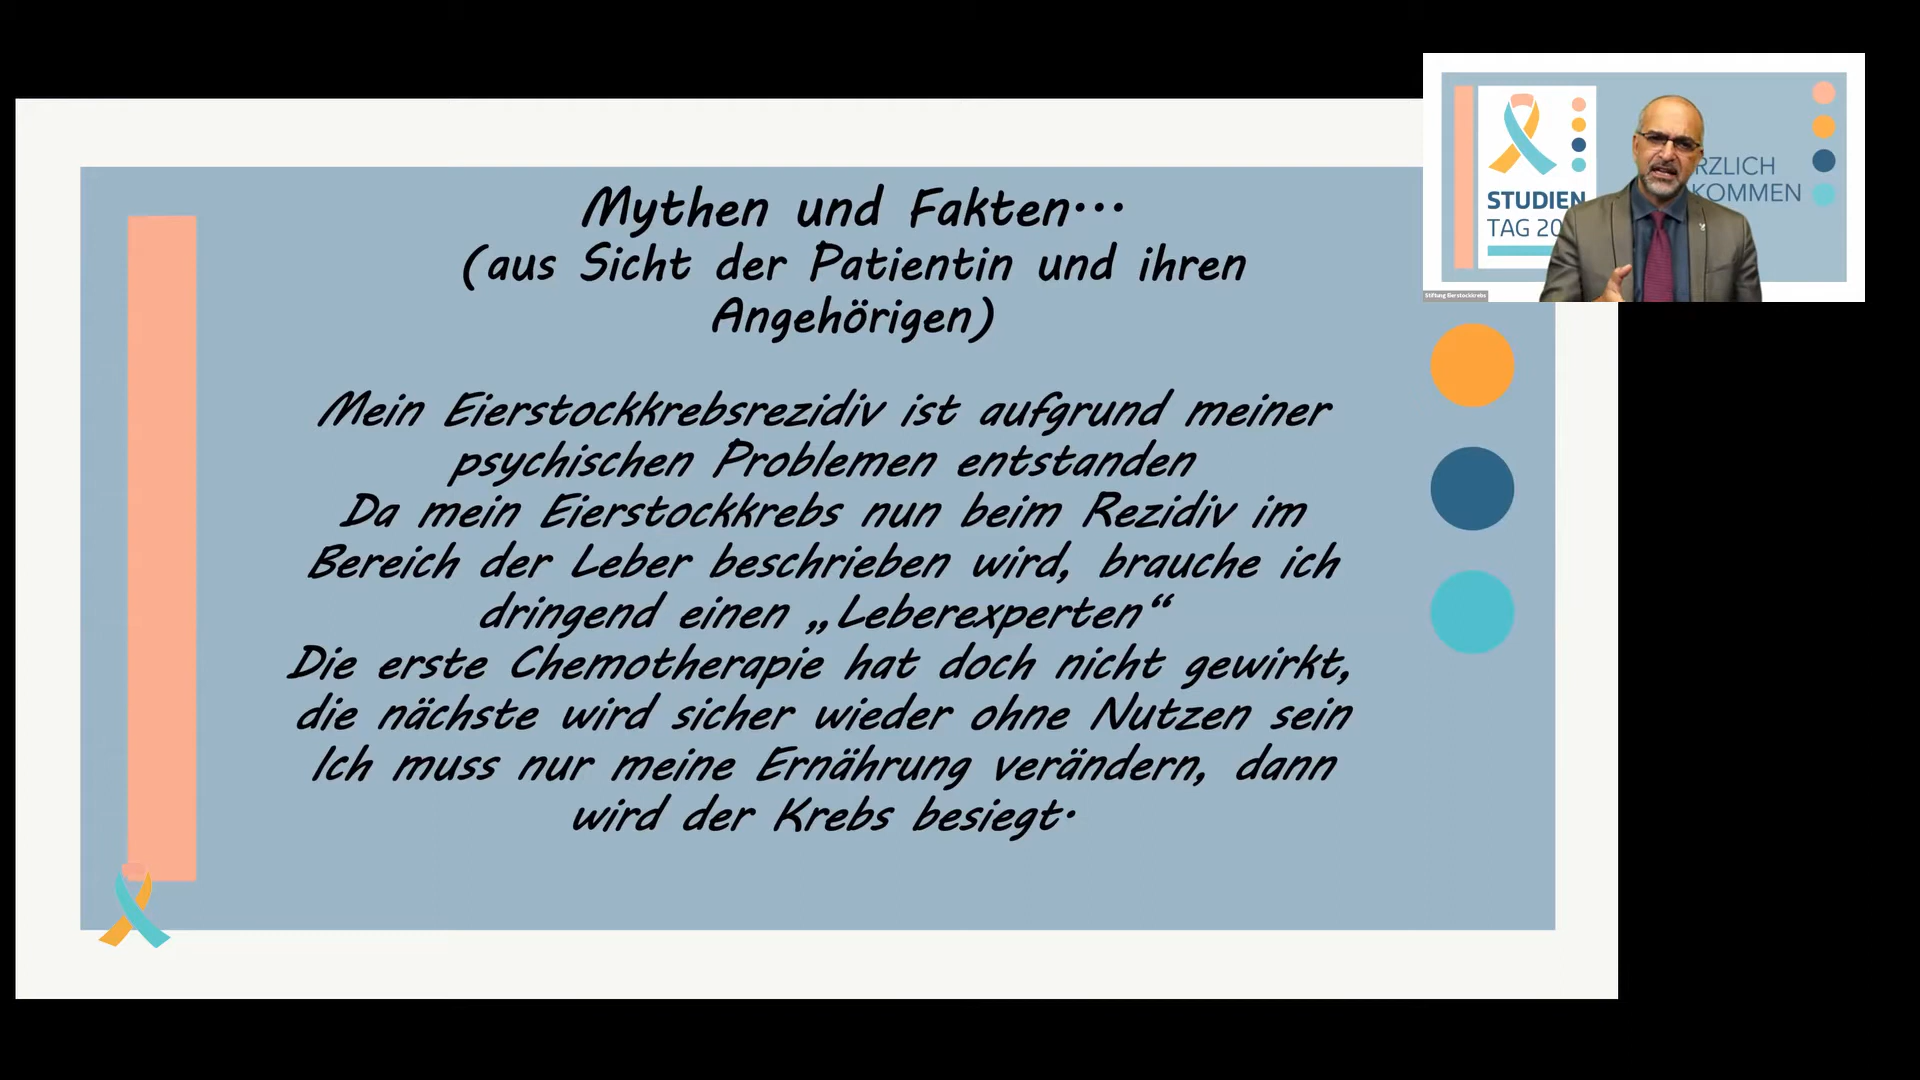 Mythen und Fakten...
(aus Sicht der Patientin und ihren
Angehörigen)
Mein Eierstockkrebsrezidiv ist aufgrund meiner
psychischen Problemen entstanden
Da mein Eierstockkrebs nun beim Rezidiv im
Bereich der Leber beschrieben wird, brauche ich
dringend einen „Leberexperten“
Die erste Chemotherapie hat doch nicht gewirkt,
die nächste wird sicher wieder ohne Nutzen sein
Ich muss nur meine Ernährung verändern, dann
wird der Krebs besiegt.
STUDIEN
TAG 20
RZLICH
KOMMEN
Stiftung Eierstockkrebs